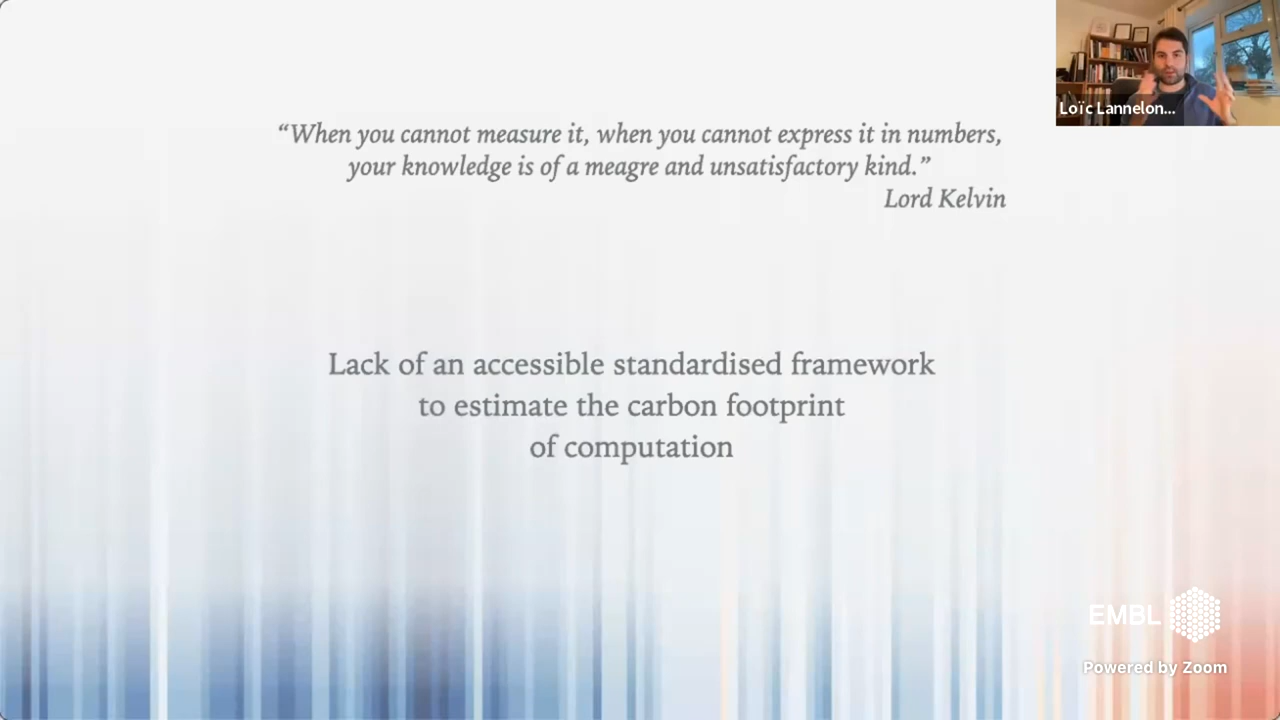 “When you cannot measure it, when you cannot express it in numbers,
your knowledge is of a meagre and unsatisfactory kind.”
Lord Kelvin
Lack of an accessible standardised framework
to estimate the carbon footprint
of computation
Loïc Lannelon...
EMBL
Powered by Zoom